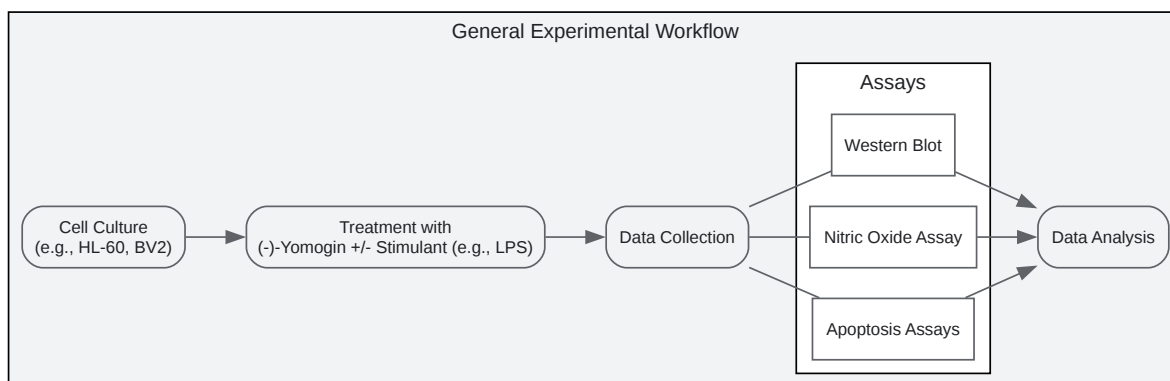 General Experimental Workflow
Assays
Western Blot
Cell Culture
(e.g., HL-60, BV2)
Treatment with
(-)-Yomogin +/- Stimulant (e.g., LPS)
Data Collection
Nitric Oxide Assay
Data Analysis
Apoptosis Assays